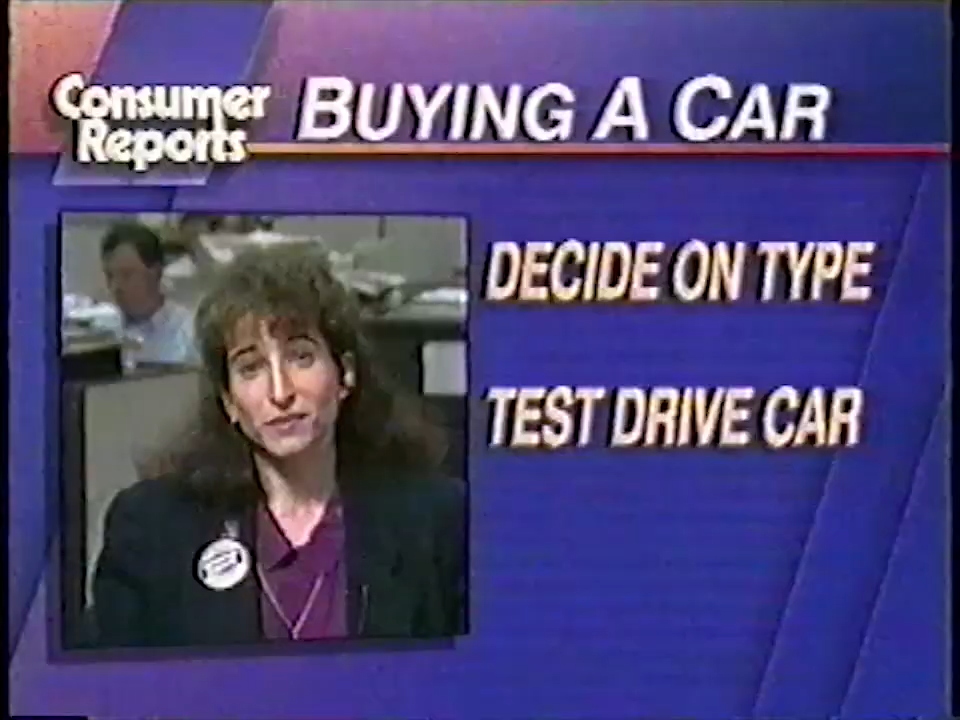 Consumer
Reports
BUYING A CAR
DECIDE ON TYPE
TEST DRIVE CAR